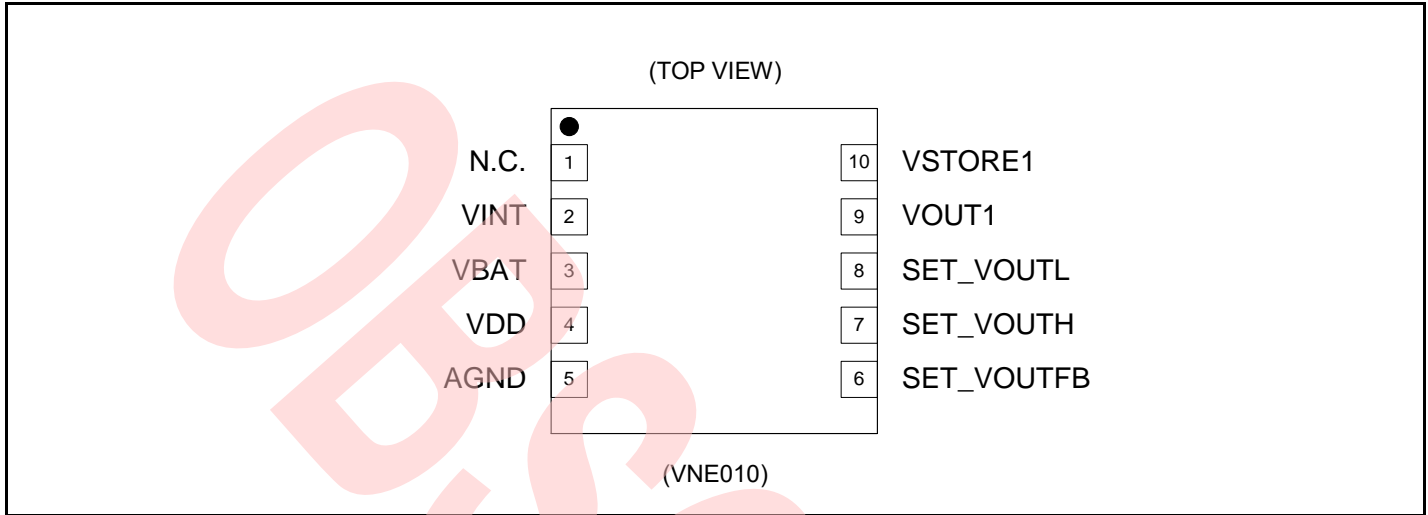 (TOP VIEW)
N.C. 1 10 VSTORE1
VINT 2 9 VOUT1
VBAT 3 8 SET_VOUTL
VDD 4 7 SET_VOUTH
AGND 5 6 SET_VOUTFB
(VNE010)
OBS